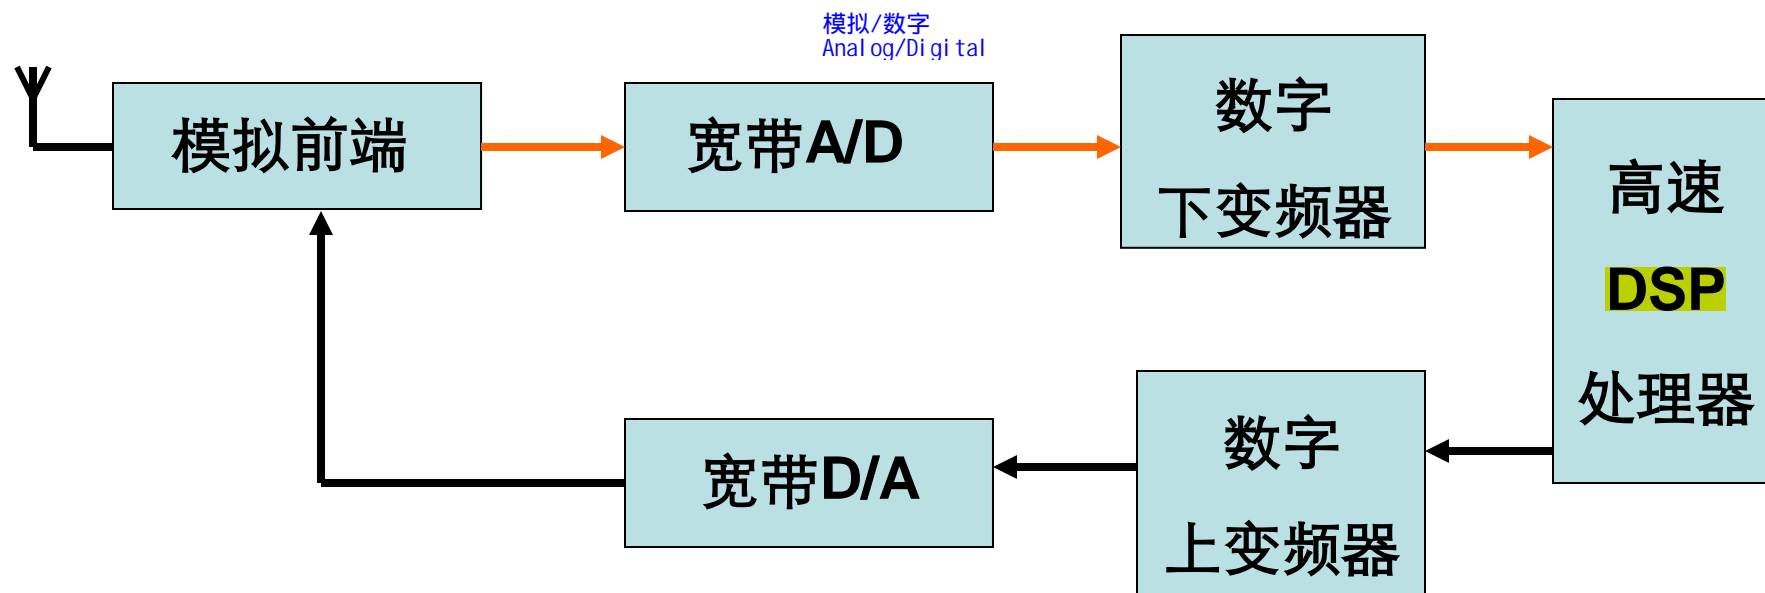 模拟/数字
Analog/Digital
模拟前端
宽带A/D
数字
下变频器
高速
DSP
处理器
宽带D/A
数字
上变频器